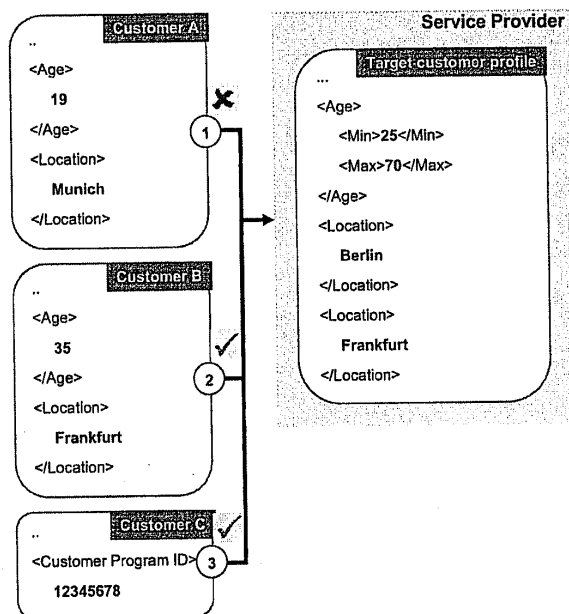 Customer A
..
<Age>
19
</Age>
1
<Location>
Munich
</Location>
Customer B
..
<Age>
35
</Age>
2
<Location>
Frankfurt
</Location>
Customer C
..
<Customer Program ID>
3
12345678
Service Provider
Target customer profile
...
<Age>
<Min>25</Min>
<Max>70</Max>
</Age>
<Location>
Berlin
</Location>
<Location>
Frankfurt
</Location>